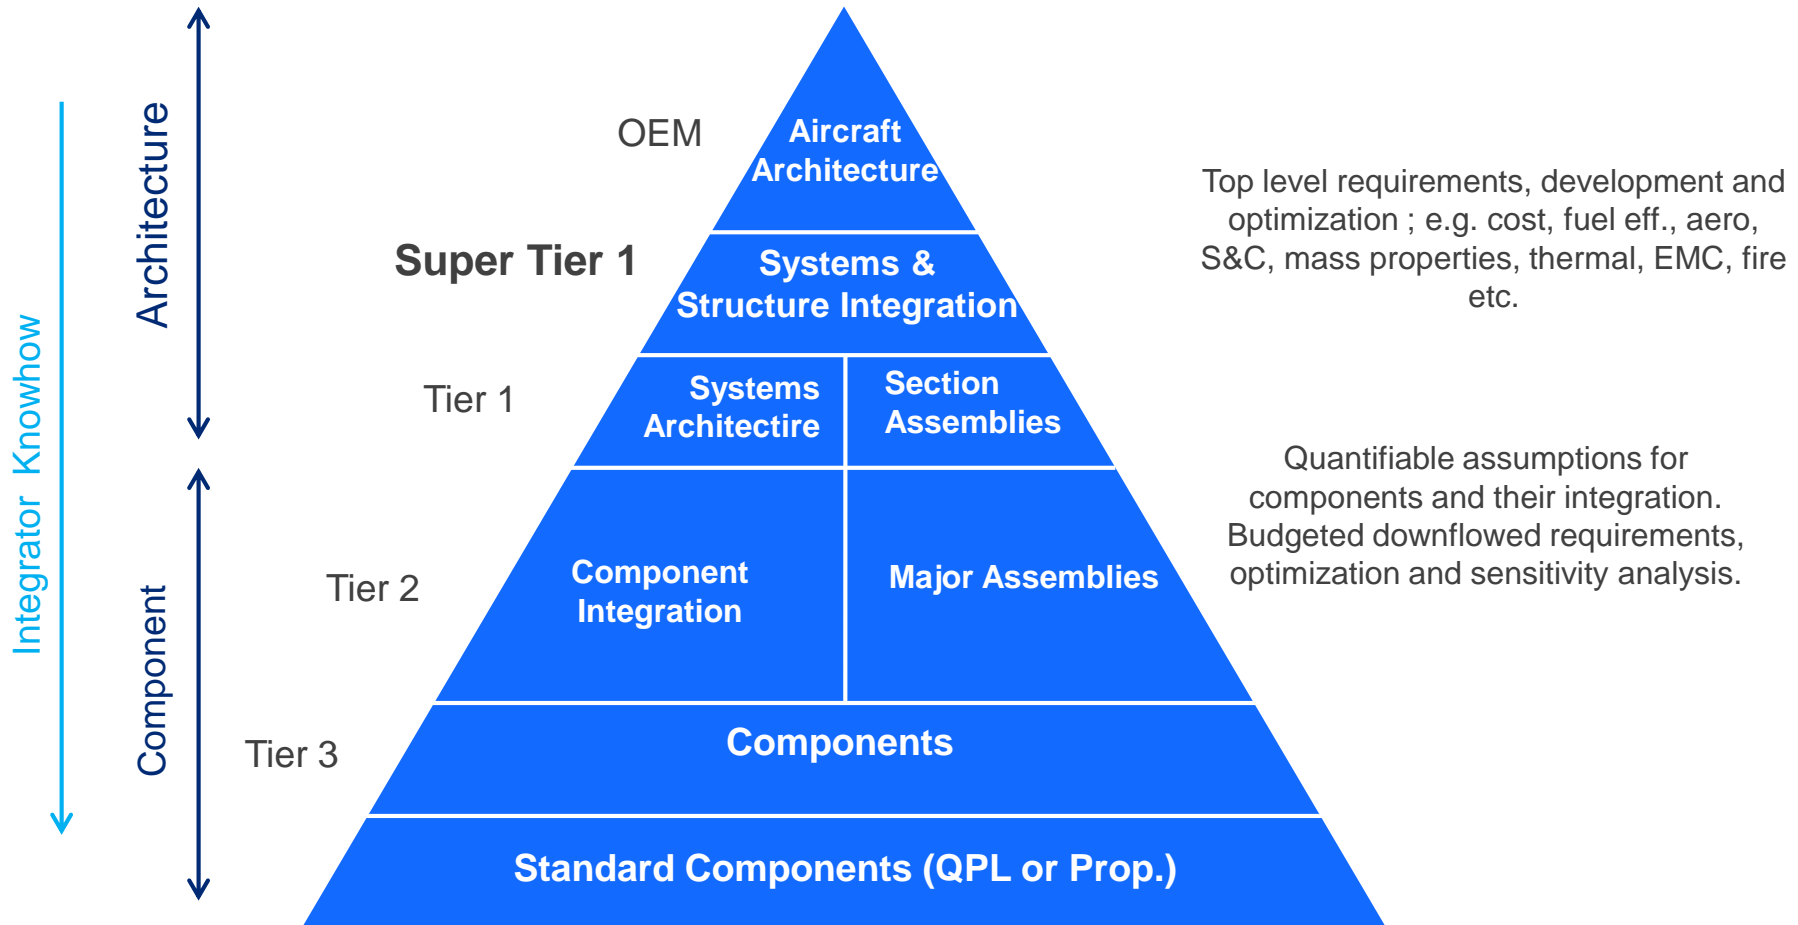 Integrator Knowhow
Architecture
Component
OEM
Aircraft
Architecture
Super Tier 1
Systems &
Structure Integration
Tier 1
Systems
Architectire
Section
Assemblies
Tier 2
Component
Integration
Major Assemblies
Tier 3
Components
Standard Components (QPL or Prop.)
Top level requirements, development and
optimization ; e.g. cost, fuel eff., aero,
S&C, mass properties, thermal, EMC, fire
etc.
Quantifiable assumptions for
components and their integration.
Budgeted downflowed requirements,
optimization and sensitivity analysis.